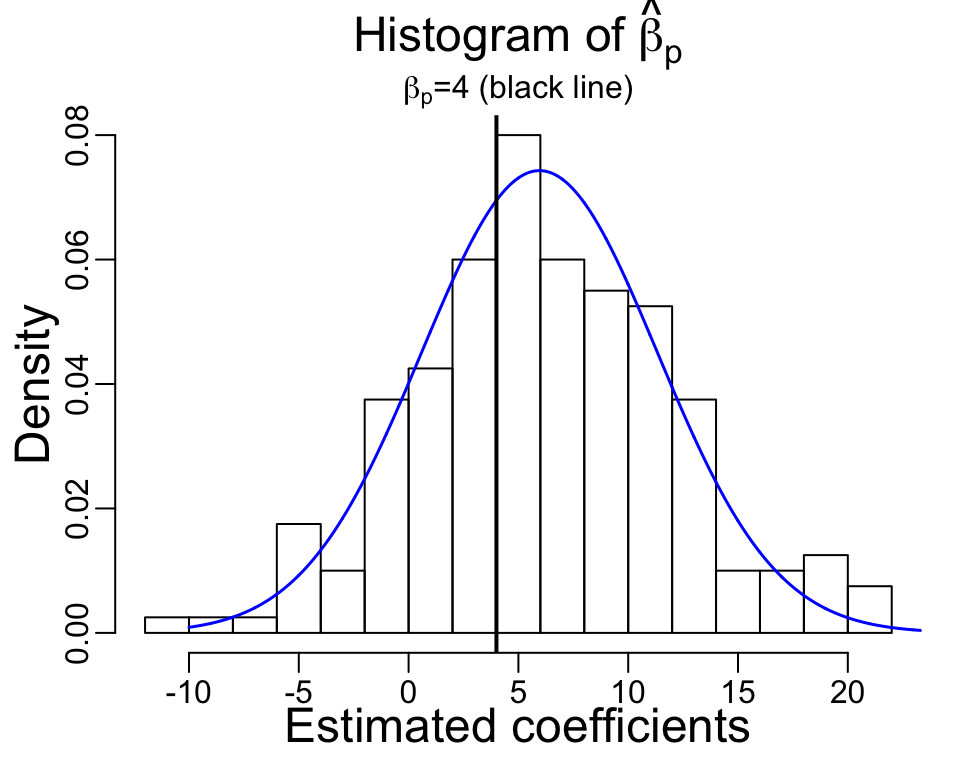 Histogram of β̂ₚ
βₚ=4 (black line)
Density
0.08
0.06
0.04
0.02
0.00
-10 -5 0 5 10 15 20
Estimated coefficients